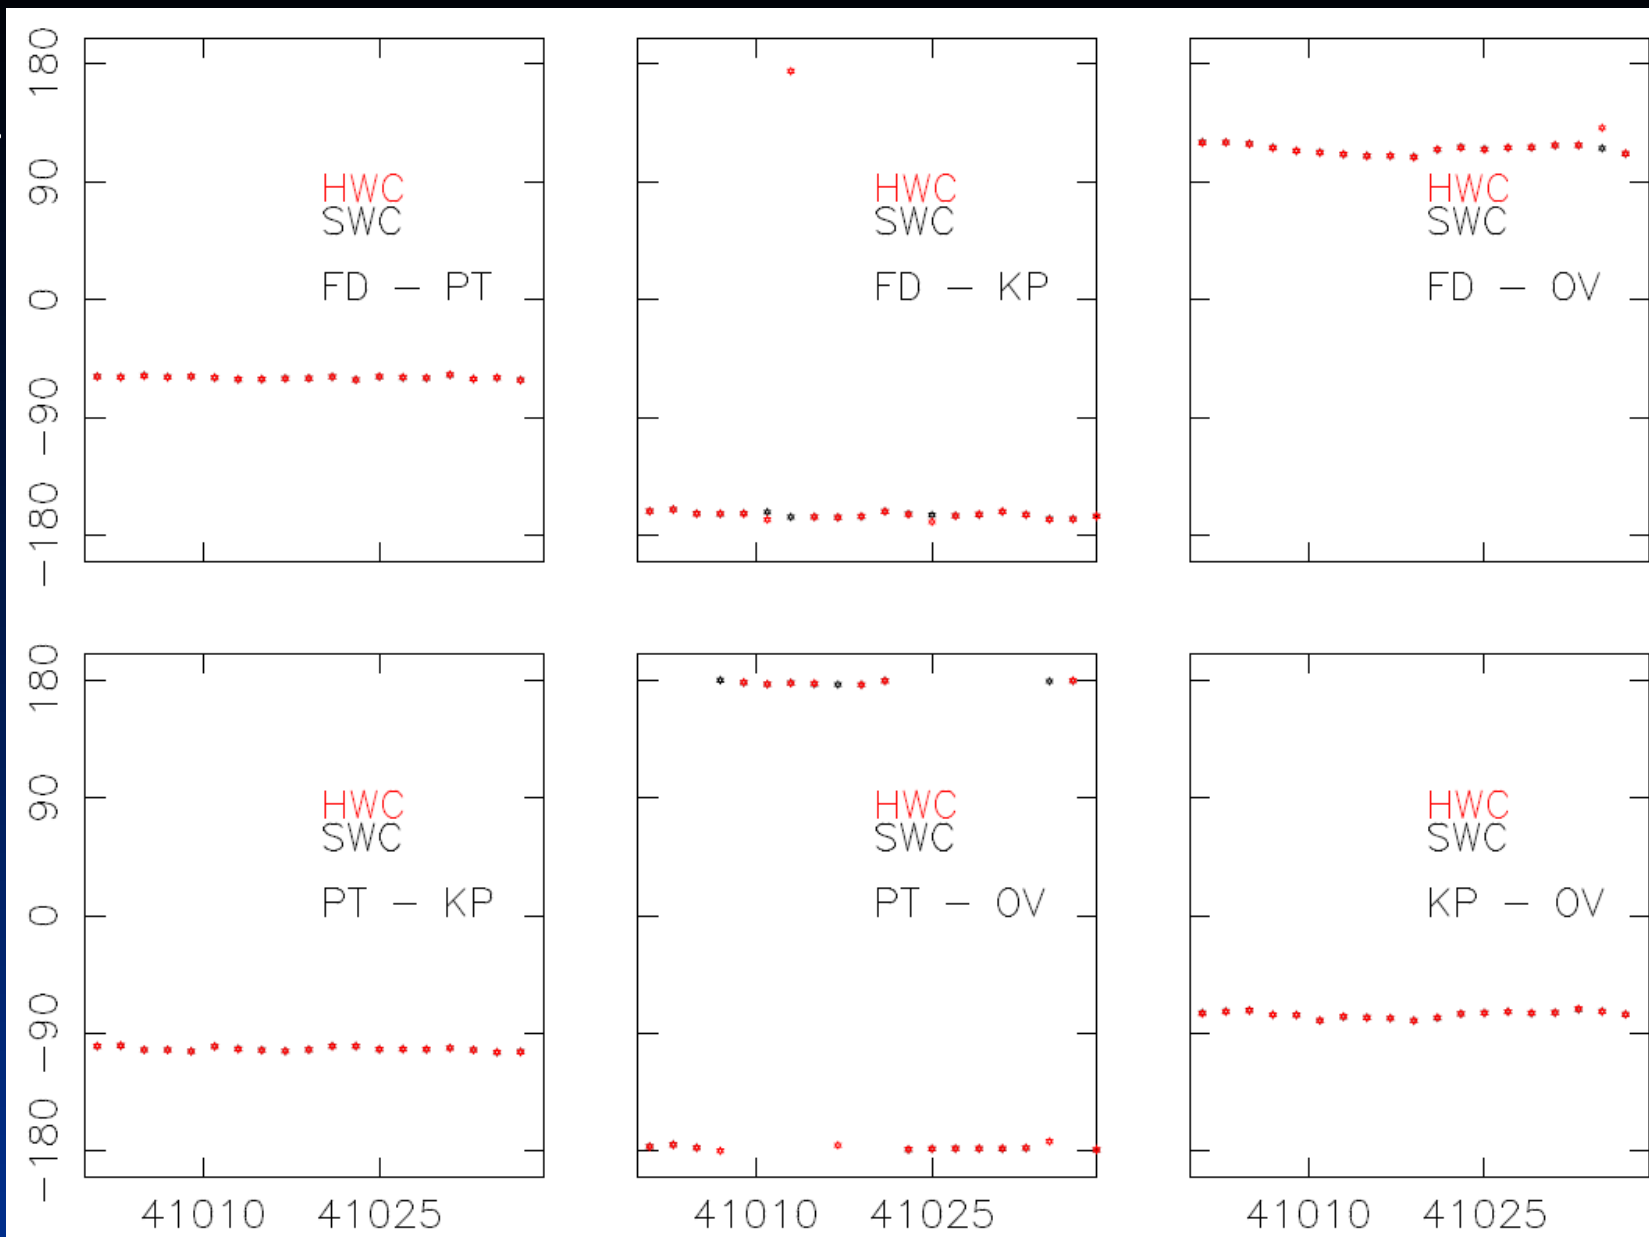 180
90
0
−90
−180
HWC
SWC
FD − PT
HWC
SWC
FD − KP
HWC
SWC
FD − OV
180
90
0
−90
−180
HWC
SWC
PT − KP
HWC
SWC
PT − OV
HWC
SWC
KP − OV
41010 41025
41010 41025
41010 41025